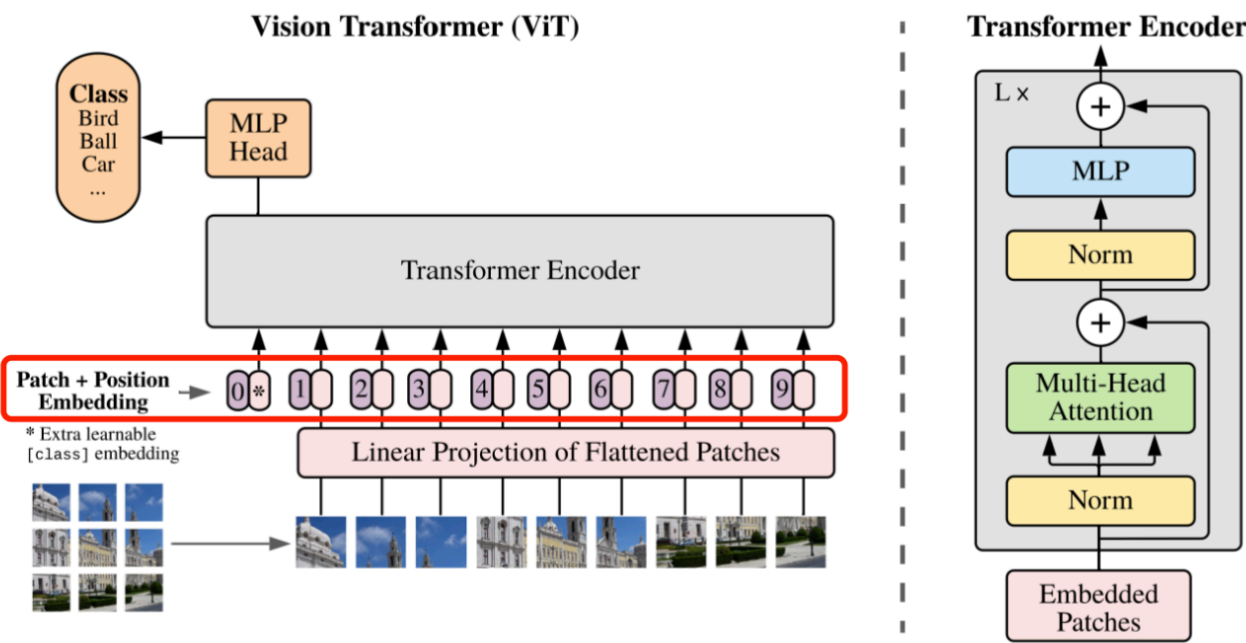 Vision Transformer (ViT)
Class
Bird
Ball
Car
...
MLP
Head
Transformer Encoder
Patch + Position
Embedding
0 * 1 2 3 4 5 6 7 8 9
* Extra learnable
[class] embedding
Linear Projection of Flattened Patches
Transformer Encoder
L ×
+
MLP
Norm
+
Multi-Head
Attention
Norm
Embedded
Patches